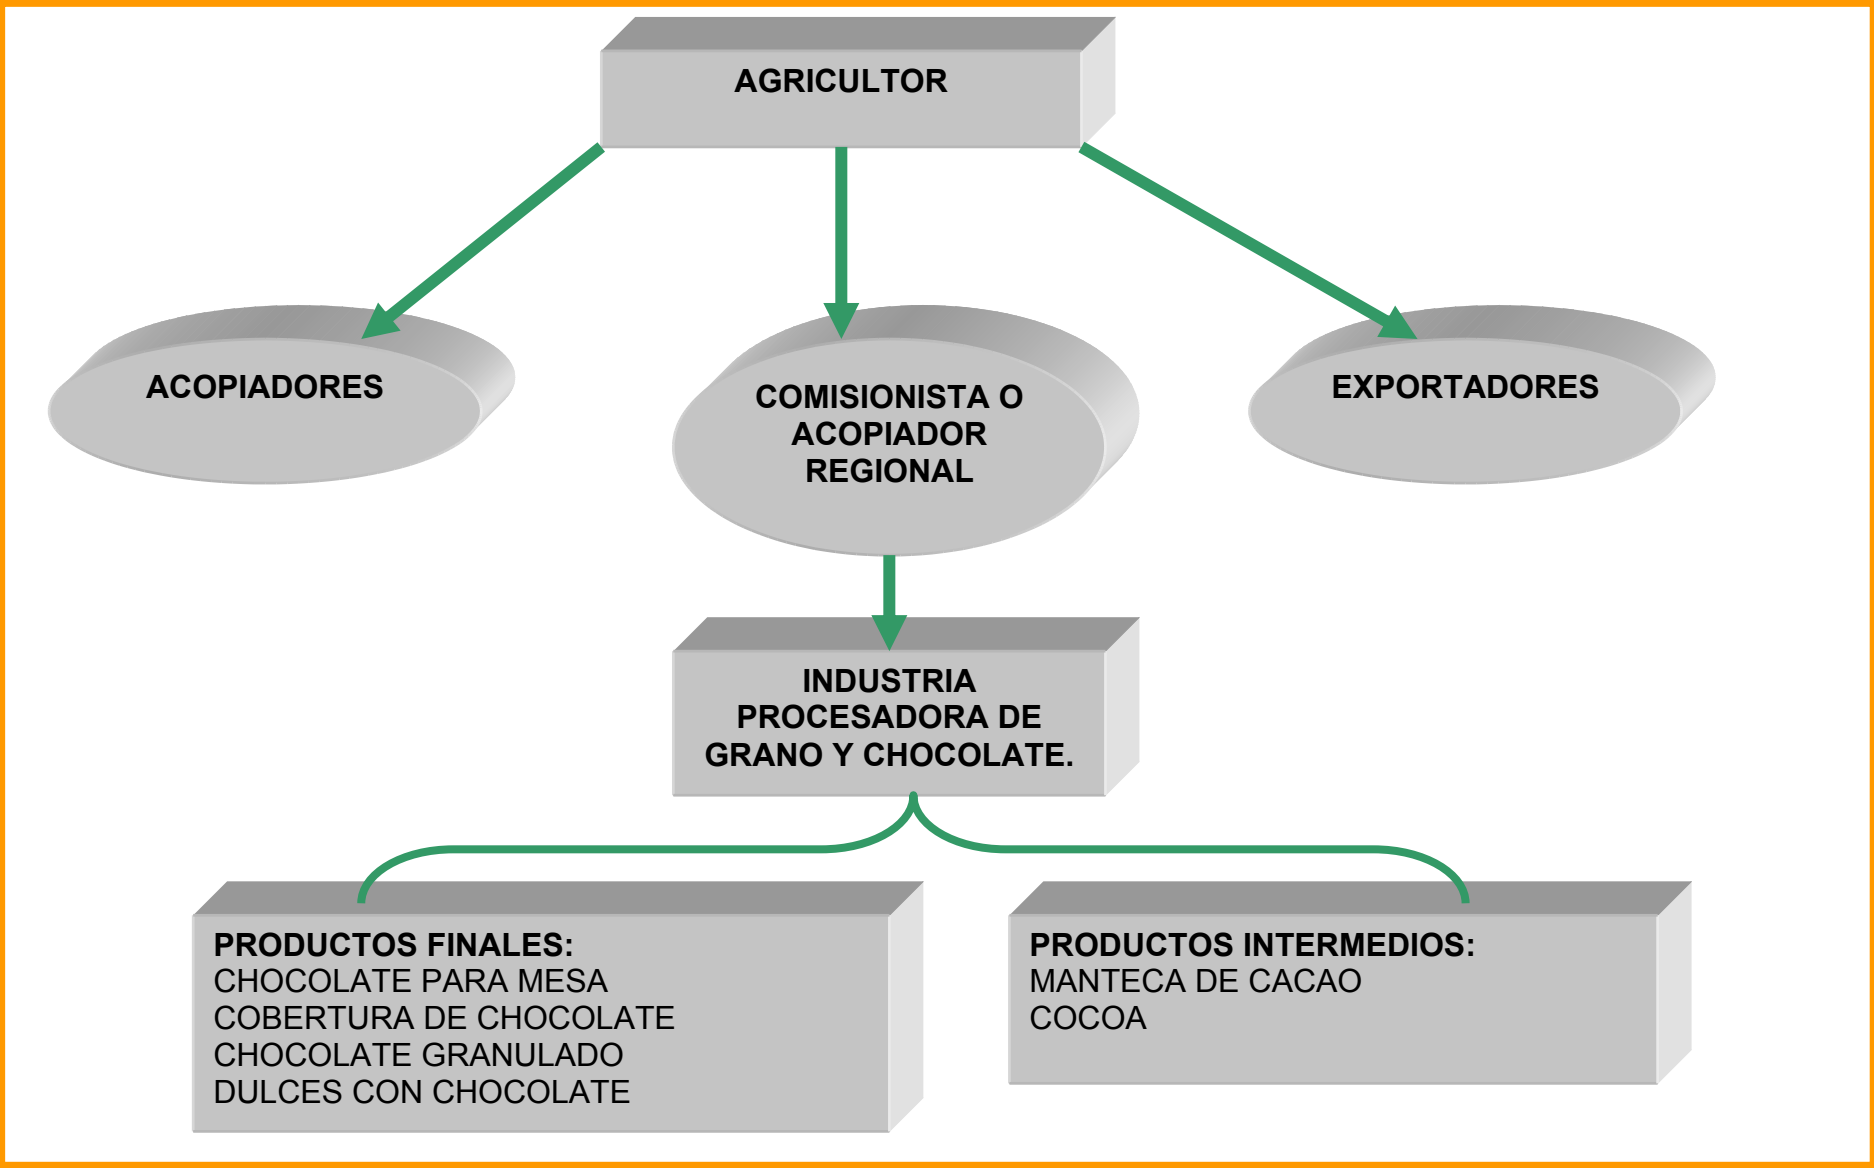 AGRICULTOR
ACOPIADORES
COMISIONISTA O
ACOPIADOR
REGIONAL
EXPORTADORES
INDUSTRIA
PROCESADORA DE
GRANO Y CHOCOLATE.
PRODUCTOS FINALES:
CHOCOLATE PARA MESA
COBERTURA DE CHOCOLATE
CHOCOLATE GRANULADO
DULCES CON CHOCOLATE
PRODUCTOS INTERMEDIOS:
MANTECA DE CACAO
COCOA